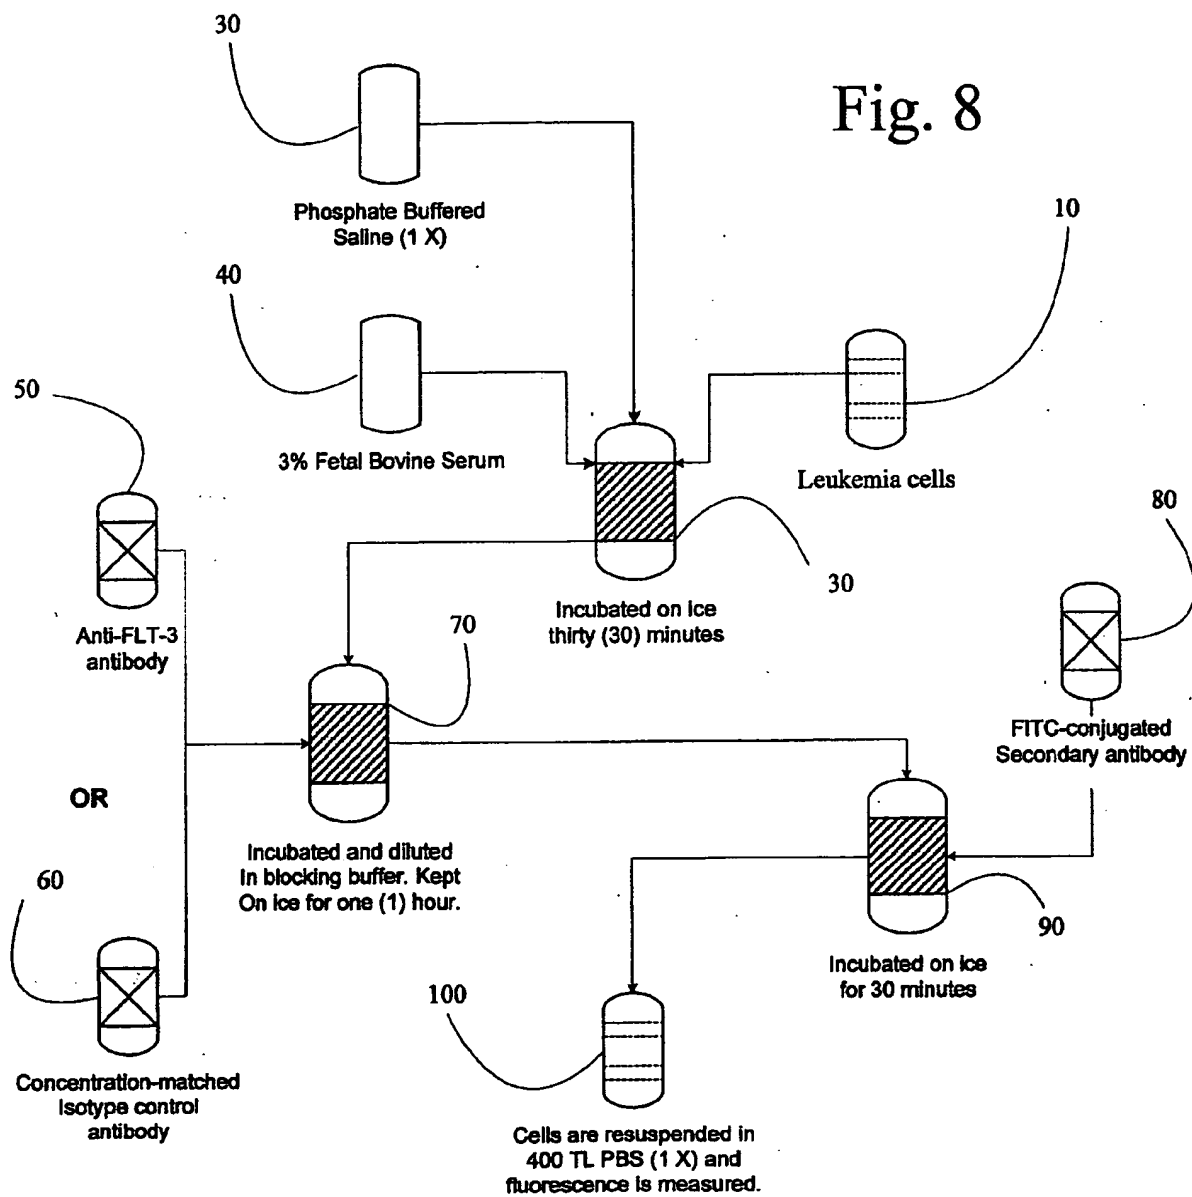 30
Fig. 8
Phosphate Buffered
Saline (1 X)
10
40
50
3% Fetal Bovine Serum
Leukemia cells
80
30
Anti-FLT-3
antibody
Incubated on ice
thirty (30) minutes
70
FITC-conjugated
Secondary antibody
OR
Incubated and diluted
In blocking buffer. Kept
On ice for one (1) hour.
60
90
Incubated on ice
for 30 minutes
100
Concentration-matched
Isotype control
antibody
Cells are resuspended in
400 TL PBS (1 X) and
fluorescence is measured.